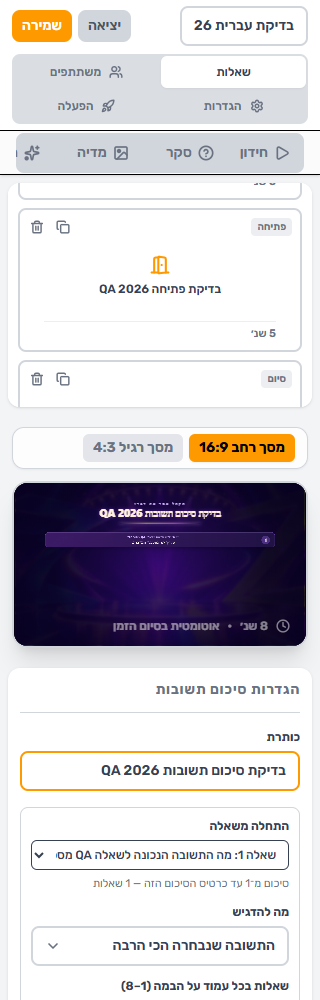 בדיקת עברית 26
יציאה
שמירה
שאלות
משתתפים
הגדרות
הפעלה
חידון
סקר
מדיה
פתיחה
בדיקת פתיחה QA 2026
5 שנ׳
סיום
מסך רחב 16:9
מסך רגיל 4:3
בדיקת סיכום תשובות QA 2026
8 שנ׳ • אוטומטית בסיום הזמן
הגדרות סיכום תשובות
כותרת
בדיקת סיכום תשובות QA 2026
התחלה משאלה
שאלה 1: מה התשובה הנכונה לשאלה QA מס
סיכום מ־1 עד כרטיס הסיכום הזה — 1 שאלות
מה להדגיש
התשובה שנבחרה הכי הרבה
שאלות בכל עמוד על הבמה (1–8)